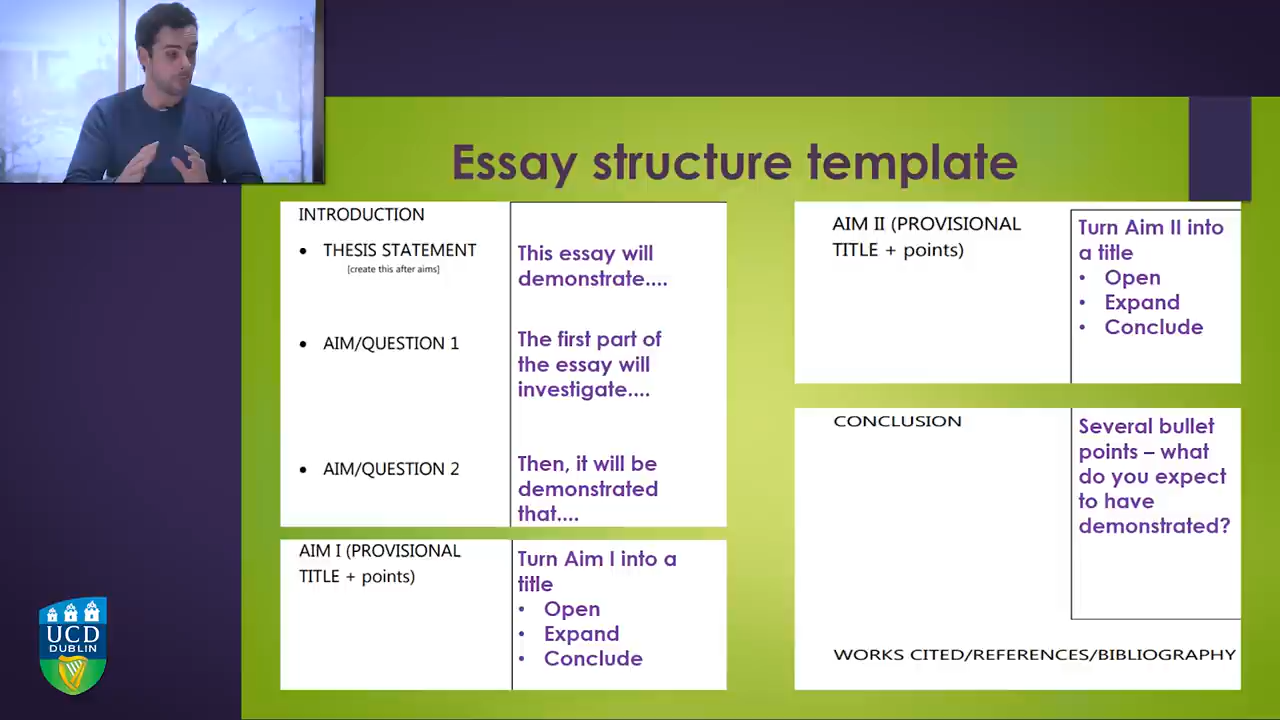 Essay structure template
INTRODUCTION
• THESIS STATEMENT
[create this after aims]
This essay will
demonstrate....
• AIM/QUESTION 1
The first part of
the essay will
investigate....
• AIM/QUESTION 2
Then, it will be
demonstrated
that....
AIM I (PROVISIONAL
TITLE + points)
Turn Aim I into a
title
• Open
• Expand
• Conclude
AIM II (PROVISIONAL
TITLE + points)
Turn Aim II into
a title
• Open
• Expand
• Conclude
CONCLUSION
Several bullet
points – what
do you expect
to have
demonstrated?
WORKS CITED/REFERENCES/BIBLIOGRAPHY
UCD
DUBLIN